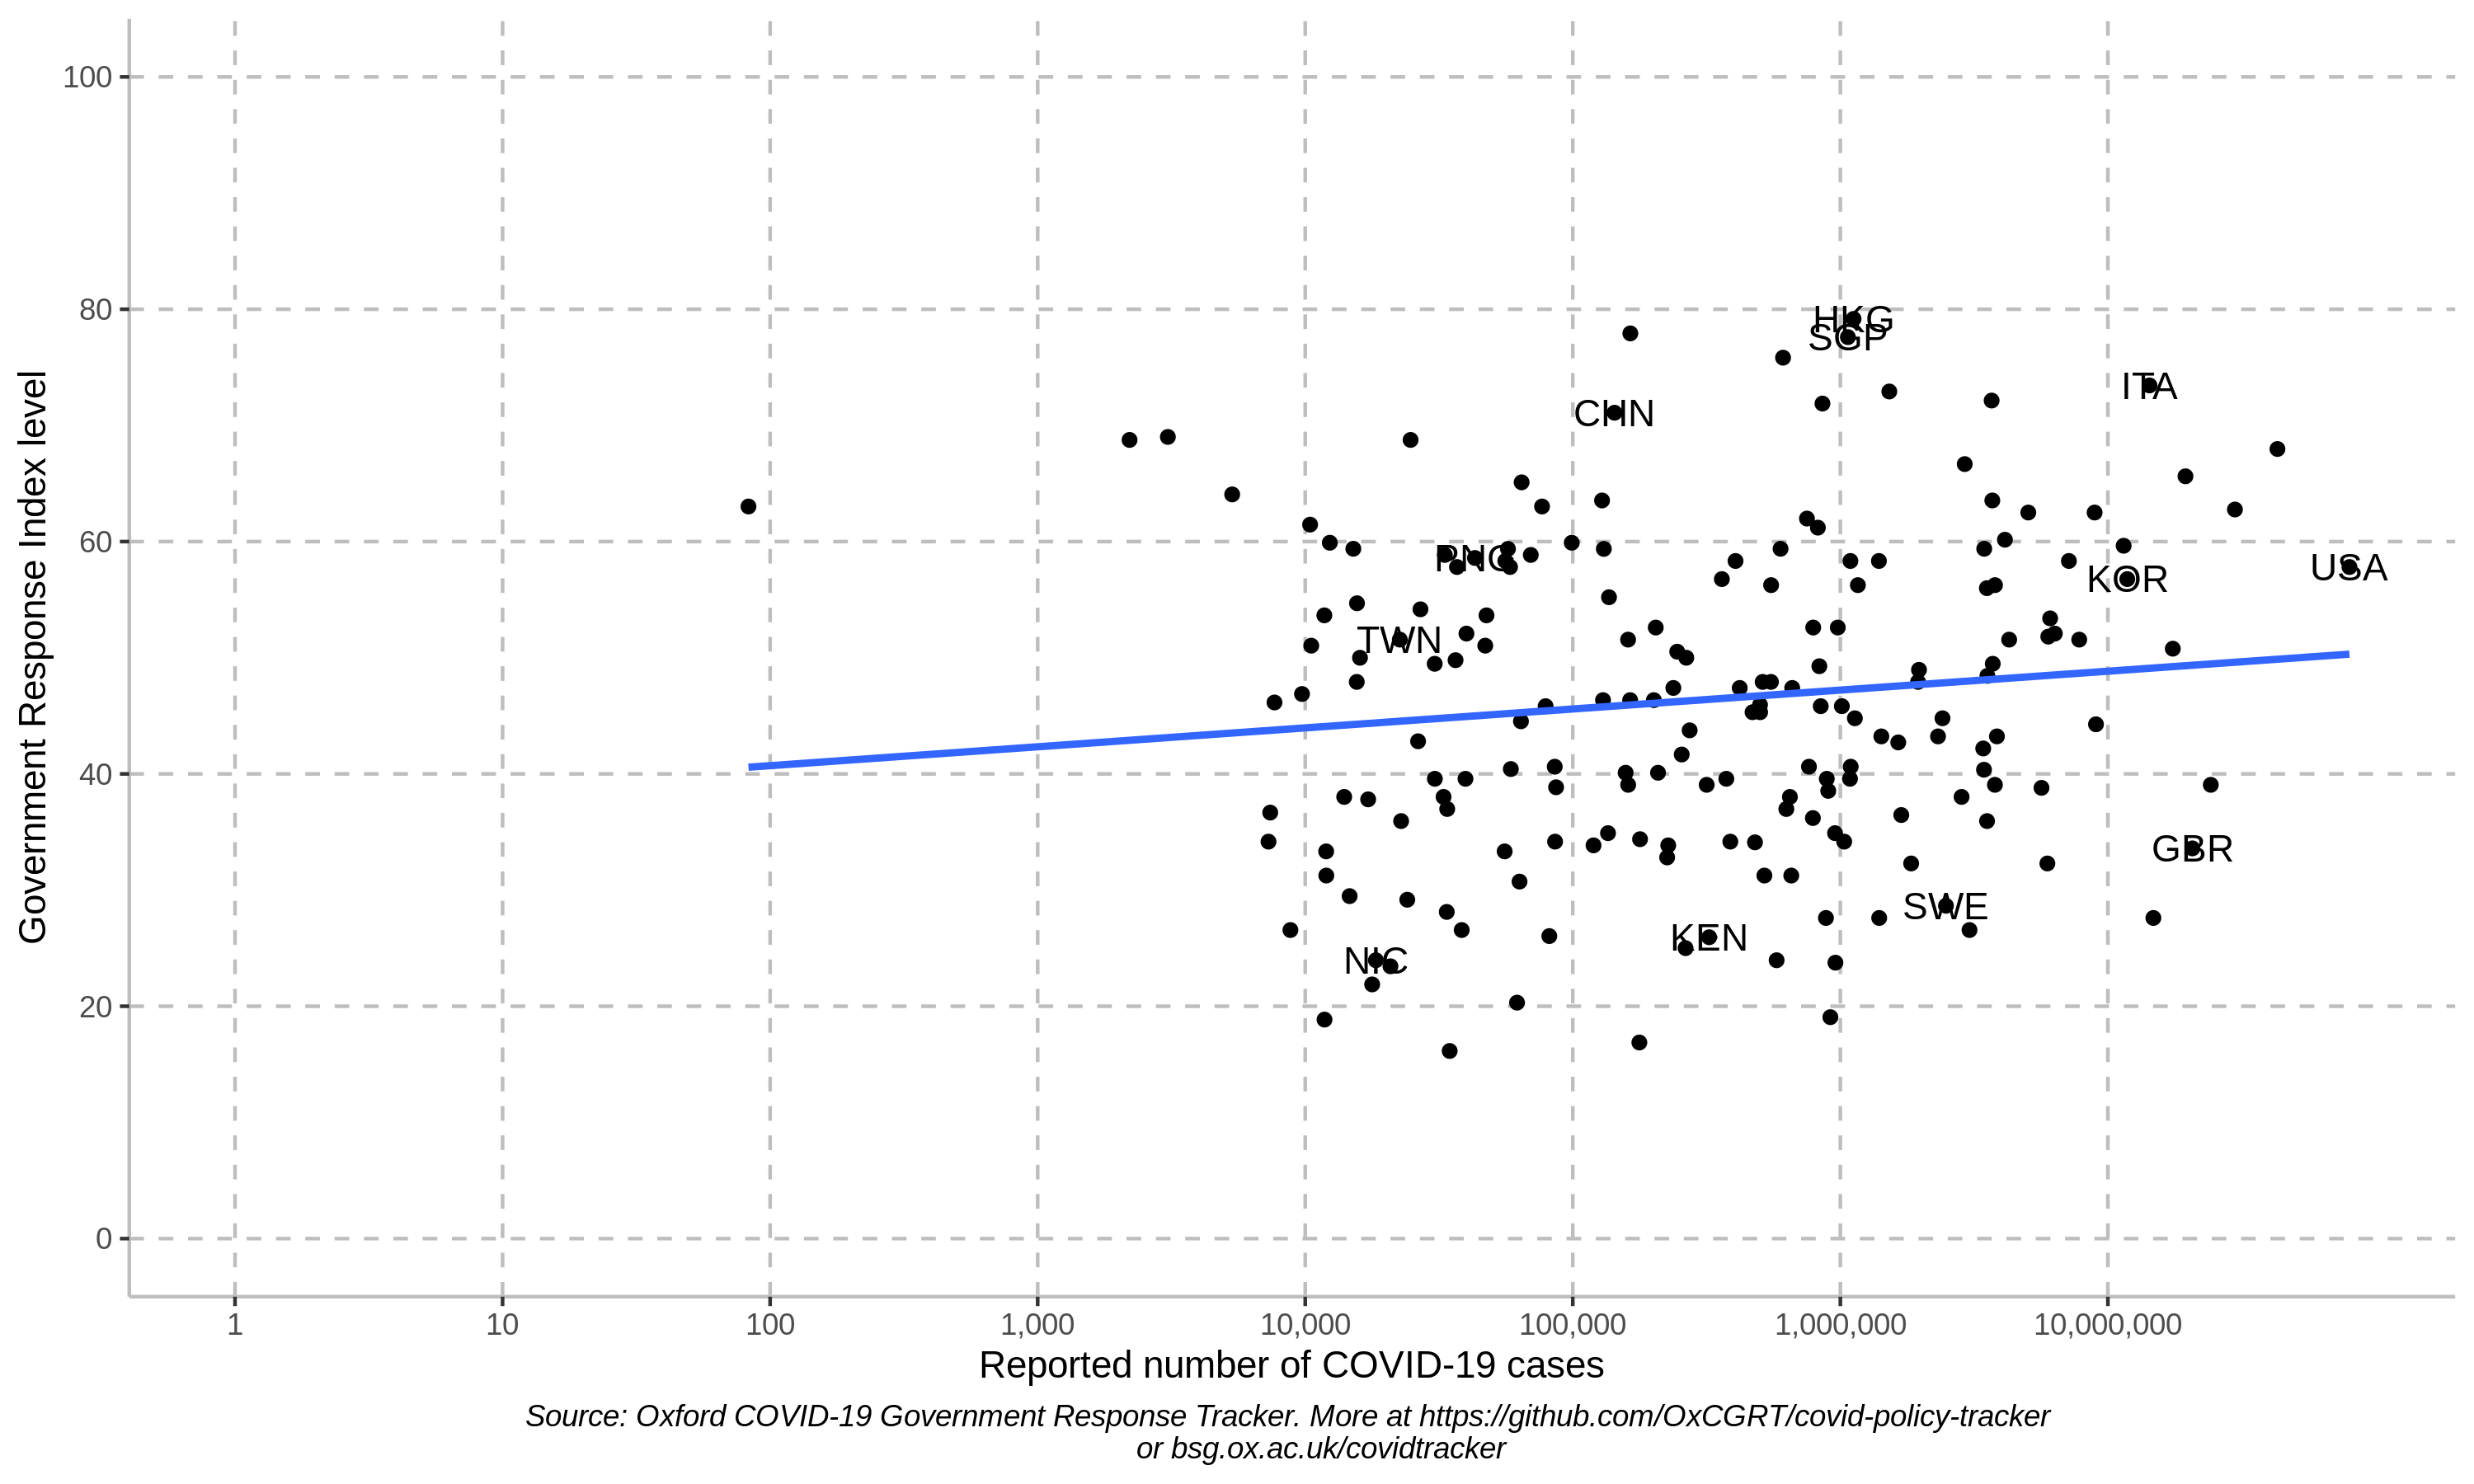 Government Response Index level
100
80
60
40
20
0
HKG
SGP
ITA
CHN
PNG
USA
KOR
TWN
GBR
SWE
KEN
NIC
1 10 100 1,000 10,000 100,000 1,000,000 10,000,000
Reported number of COVID-19 cases
Source: Oxford COVID-19 Government Response Tracker. More at https://github.com/OxCGRT/covid-policy-tracker
or bsg.ox.ac.uk/covidtracker